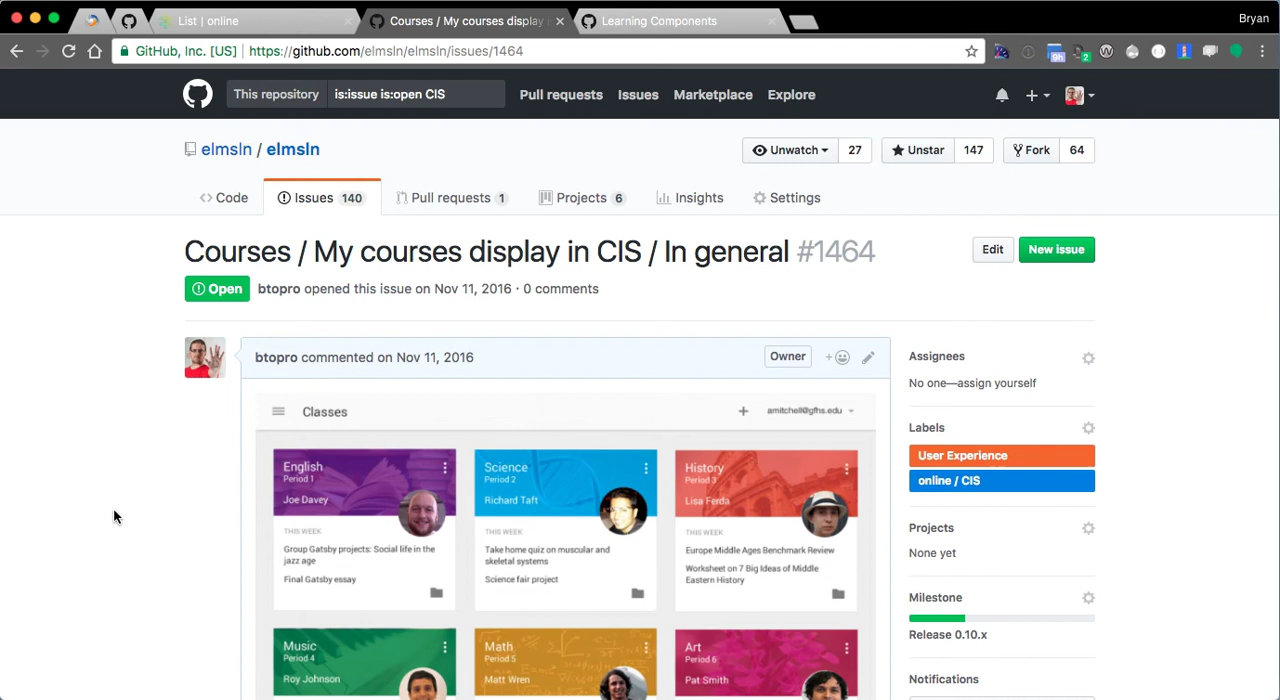 List | online
Courses / My courses display
Learning Components
Bryan
GitHub, Inc. [US] | https://github.com/elmsln/elmsln/issues/1464
9h
2
This repository is:issue is:open CIS
Pull requests Issues Marketplace Explore
elmsln / elmsln
Unwatch 27 Unstar 147 Fork 64
Code Issues 140 Pull requests 1 Projects 6 Insights Settings
Courses / My courses display in CIS / In general #1464
Edit New issue
Open btopro opened this issue on Nov 11, 2016 · 0 comments
btopro commented on Nov 11, 2016
Owner
Classes
amitchell@gfhs.edu
English
Period 1
Joe Davey
THIS WEEK
Group Gatsby projects: Social life in the
jazz age
Final Gatsby essay
Science
Period 2
Richard Taft
THIS WEEK
Take home quiz on muscular and
skeletal systems
Science fair project
History
Period 3
Lisa Ferda
THIS WEEK
Europe Middle Ages Benchmark Review
Worksheet on 7 Big Ideas of Middle
Eastern History
Music
Period 4
Roy Johnson
Math
Period 5
Matt Wren
Art
Period 6
Pat Smith
Assignees
No one—assign yourself
Labels
User Experience
online / CIS
Projects
None yet
Milestone
Release 0.10.x
Notifications